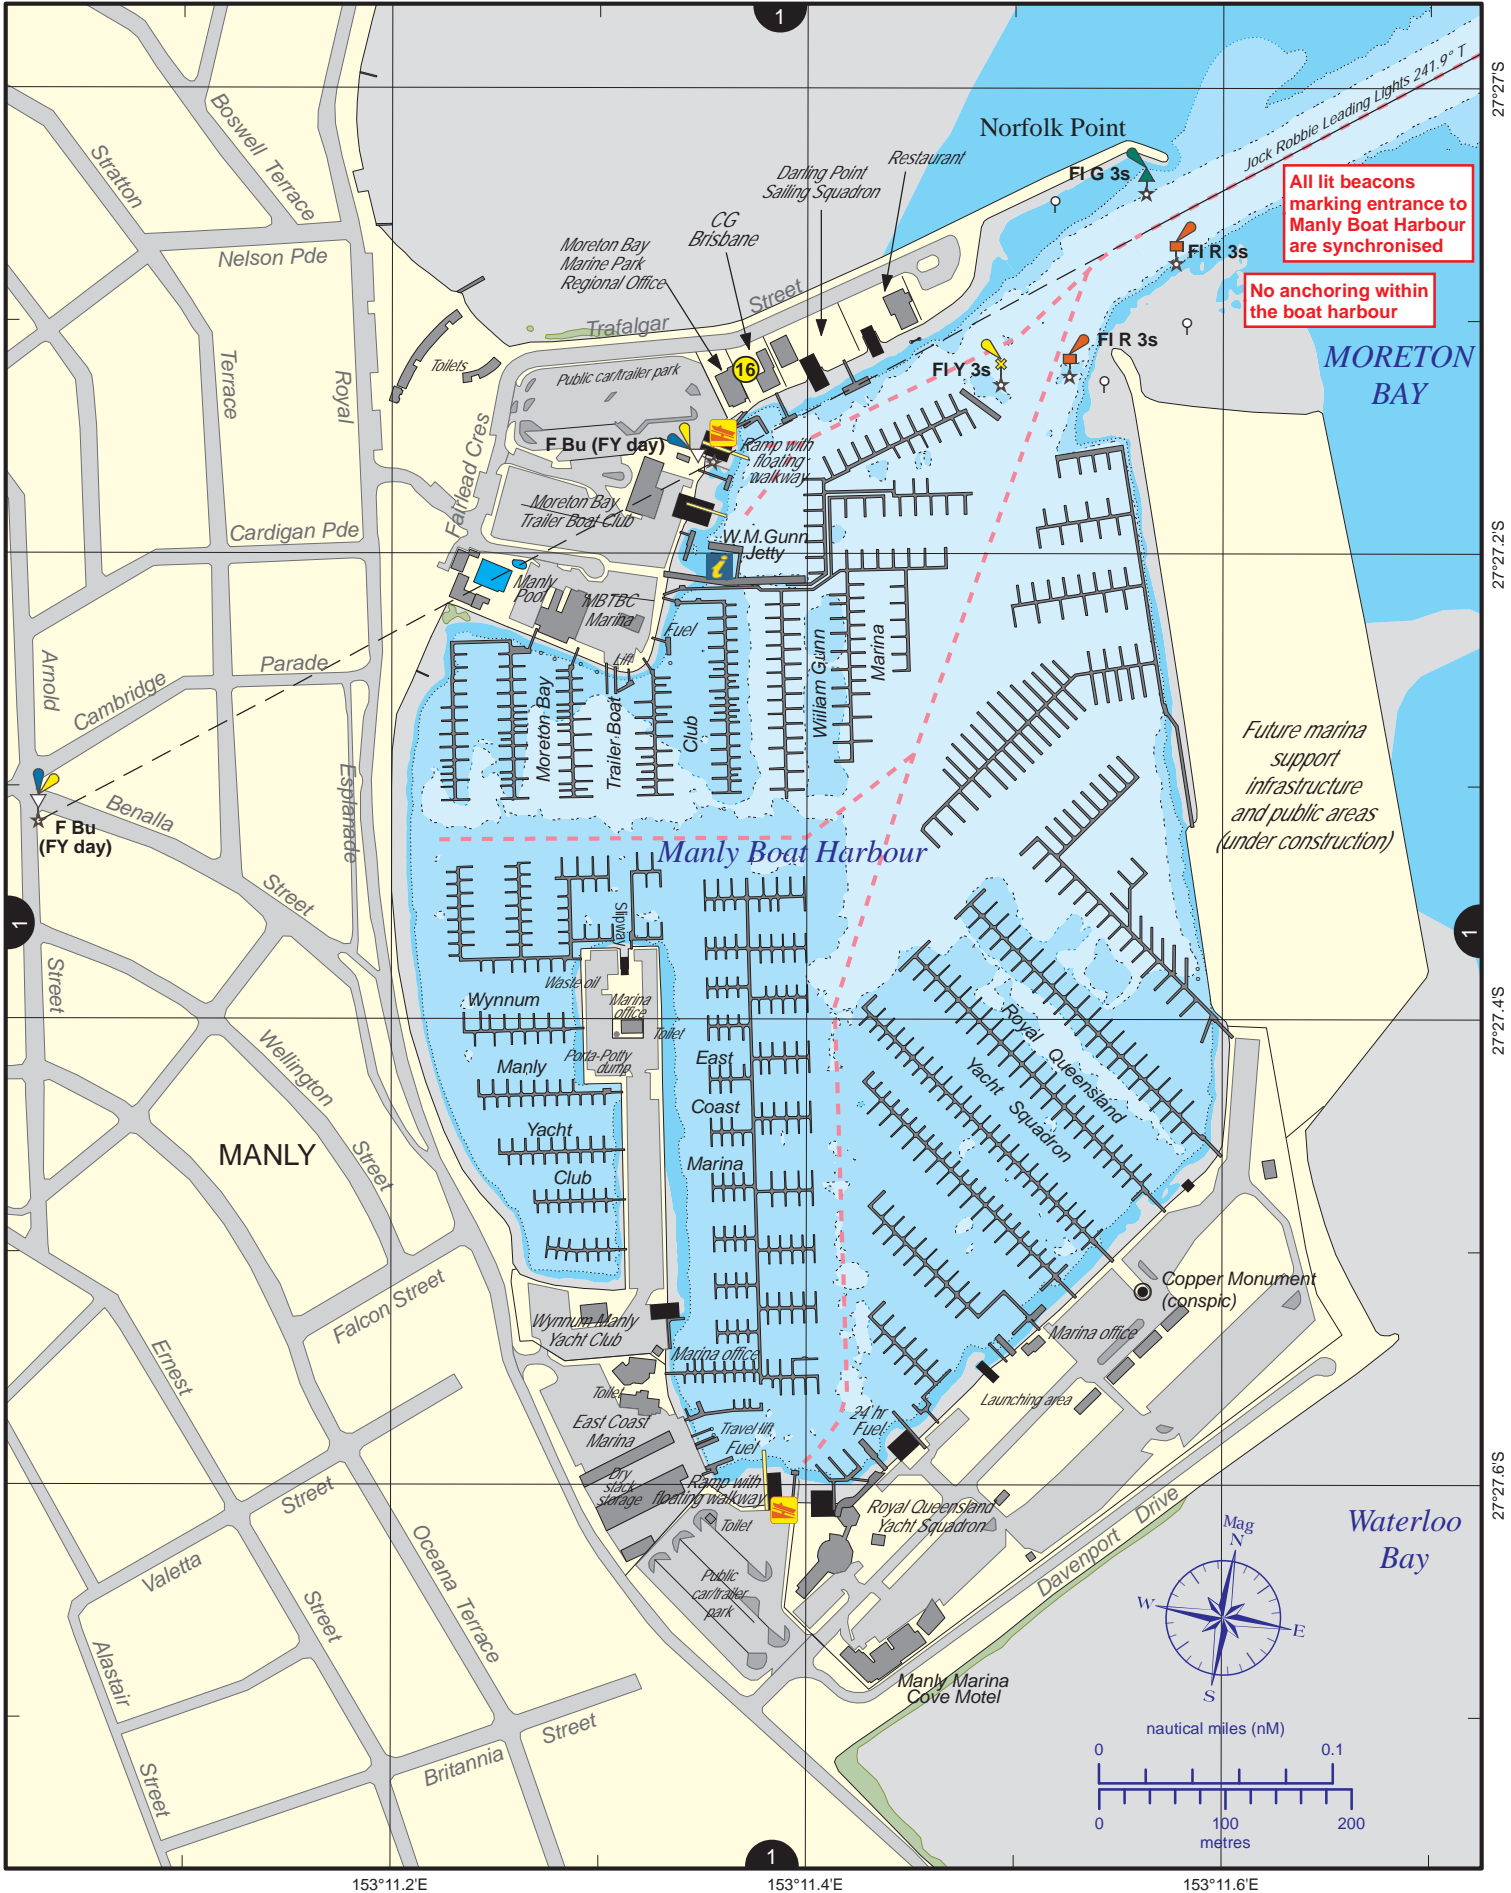 1
27°27'S
Jock Robbie Leading Lights 241.9° T
Norfolk Point
Fl G 3s
All lit beacons
marking entrance to
Manly Boat Harbour
are synchronised
Fl R 3s
No anchoring within
the boat harbour
Fl R 3s
Fl Y 3s
MORETON
BAY
Restaurant
Darling Point
Sailing Squadron
CG
Brisbane
Moreton Bay
Marine Park
Regional Office
Boswell Terrace
Stratton
Terrace
Nelson Pde
Royal
Esplanade
Trafalgar
Street
Toilets
Public car/trailer park
16
Fairlead Cres
F Bu (FY day)
Ramp with
floating
walkway
Moreton Bay
Trailer Boat Club
Cardigan Pde
W.M.Gunn
Jetty
i
27°27.2'S
Manly
Pool
MBTBC
Marina
Fuel
Lift
Arnold
Street
Cambridge
Parade
Moreton Bay
Trailer Boat
Club
William Gunn
Marina
Future marina
support
infrastructure
and public areas
(under construction)
F Bu
(FY day)
Benalla
Street
Manly Boat Harbour
1
1
Slipway
Waste oil
Marina
office
Toilet
Porta-Potty
dump
Wynnum
Manly
Yacht
Club
East
Coast
Marina
Royal Queensland
Yacht Squadron
27°27.4'S
Wellington
Street
MANLY
Falcon Street
Ernest
Street
Copper Monument
(conspic)
Marina office
Launching area
Wynnum Manly
Yacht Club
Marina office
Toilet
East Coast
Marina
Travel lift
Fuel
24 hr
Fuel
Dry
stack
storage
Ramp with
floating walkway
Toilet
Public
car/trailer
park
Royal Queensland
Yacht Squadron
27°27.6'S
Davenport Drive
Waterloo
Bay
Valetta
Street
Oceana Terrace
Alastair
Street
Britannia
Street
Manly Marina
Cove Motel
Mag
N
W
E
S
nautical miles (nM)
0
0.1
0
100
200
metres
1
153°11.2'E
153°11.4'E
153°11.6'E